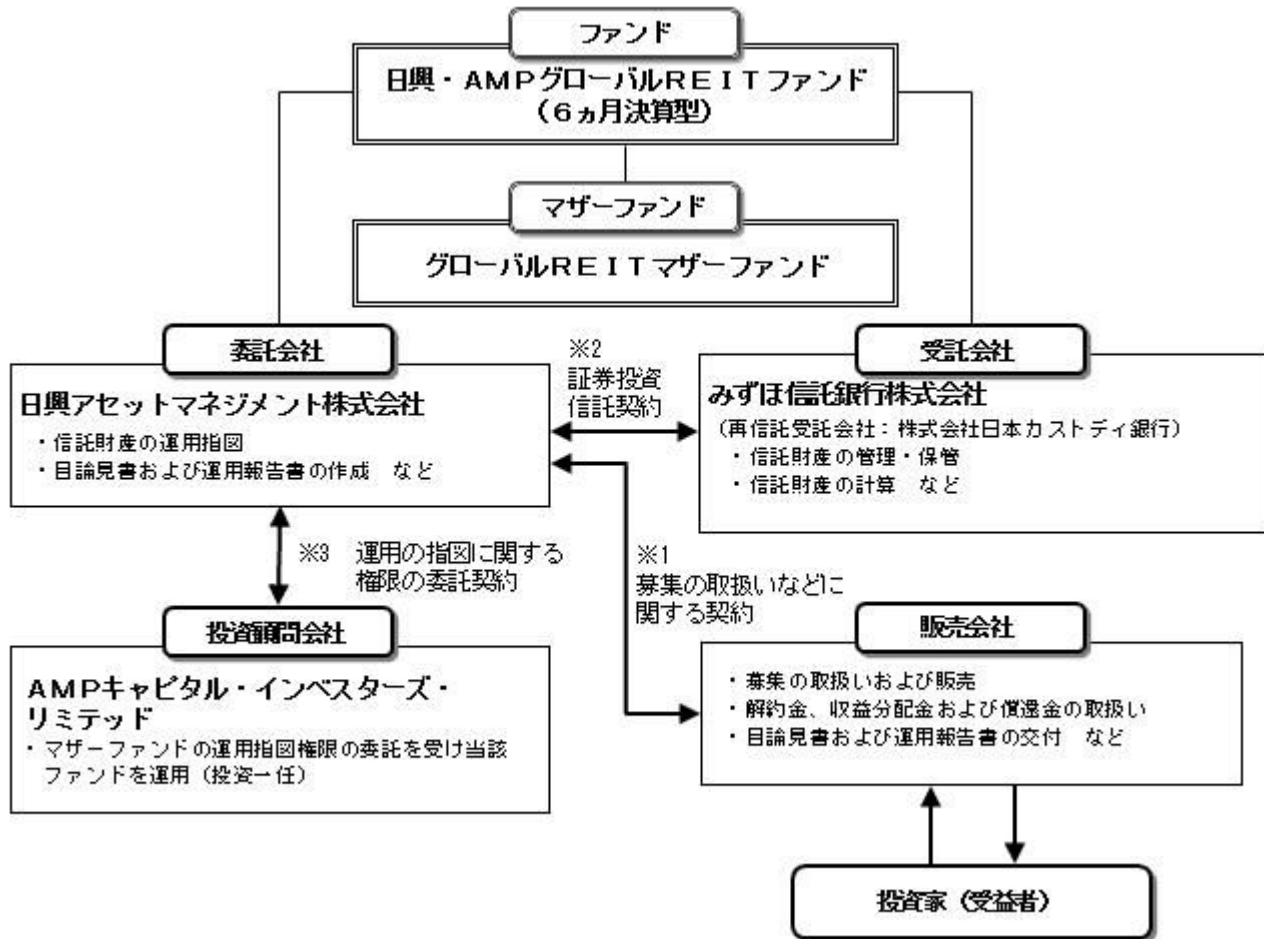 ファンド
日興・AMPグローバルREITファンド
(6ヵ月決算型)
マザーファンド
グローバルREITマザーファンド
委託会社
日興アセットマネジメント株式会社
・信託財産の運用指図
・目論見書および運用報告書の作成 など
※2
証券投資
信託契約
受託会社
みずほ信託銀行株式会社
(再信託受託会社:株式会社日本カストディ銀行)
・信託財産の管理・保管
・信託財産の計算 など
※3 運用の指図に関する
権限の委託契約
※1
募集の取扱いなどに
関する契約
投資顧問会社
AMPキャピタル・インベスターズ・
リミテッド
・マザーファンドの運用指図権限の委託を受け当該
ファンドを運用(投資一任)
販売会社
・募集の取扱いおよび販売
・解約金、収益分配金および償還金の取扱い
・目論見書および運用報告書の交付 など
投資家(受益者)